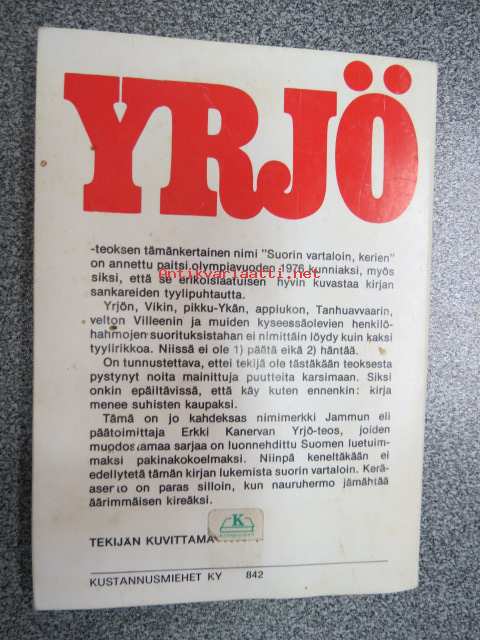 YRJÖ
-teoksen tämänkertainen nimi "Suorin vartaloin, kerien"
on annettu paitsi olympiavuoden 1976 kunniaksi, myös
Antikvariaatti.net
siksi, että se erikoislaatuisen hyvin kuvastaa kirjan
sankareiden tyylipuhtautta.
Yrjön, Vikin, pikku-Ykän, appiukon, Tanhuavvaarin,
velton Villeenin ja muiden kyseessäolevien henkilö-
hahmojen suorituksistahan ei nimittäin löydy kuin kaksi
tyylirikkoa. Niissä ei ole 1) päätä eikä 2) häntää.
On tunnustettava, ettei tekijä ole tästäkään teoksesta
pystynyt noita mainittuja puutteita karsimaan. Siksi
onkin epäiltävissä, että käy kuten ennenkin: kirja
menee suhisten kaupaksi.
Tämä on jo kahdeksas nimimerkki Jammun eli
päätoimittaja Erkki Kanervan Yrjö-teos, joiden
muodostamaa sarjaa on luonnehdittu Suomen luetuim-
maksi pakinakokoelmaksi. Niinpä keneltäkään ei
edellytetä tämän kirjan lukemista suorin vartaloin. Kerä-
asento on paras silloin, kun nauruhermo jämähtää
äärimmäisen kireäksi.
K
TEKIJÄN KUVITTAMA
KUSTANNUSMIEHET KY 842